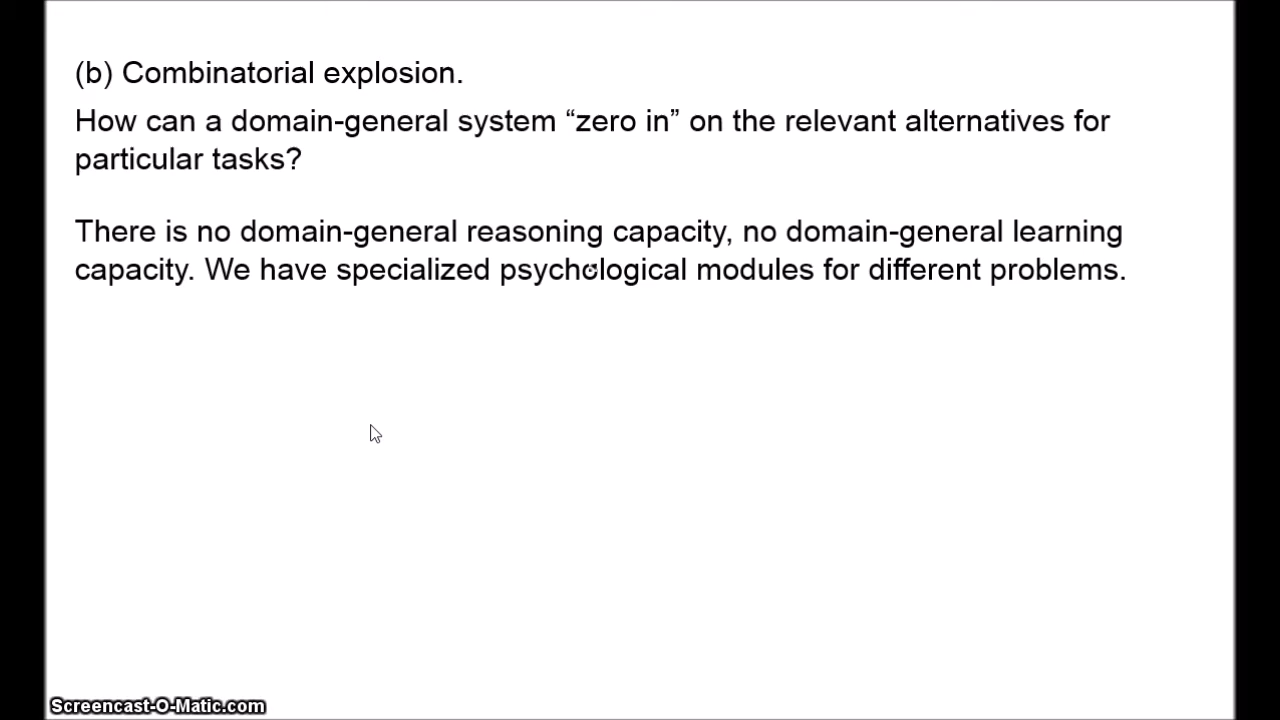 (b) Combinatorial explosion.
How can a domain-general system “zero in” on the relevant alternatives for
particular tasks?
There is no domain-general reasoning capacity, no domain-general learning
capacity. We have specialized psychological modules for different problems.
Screencast-O-Matic.com